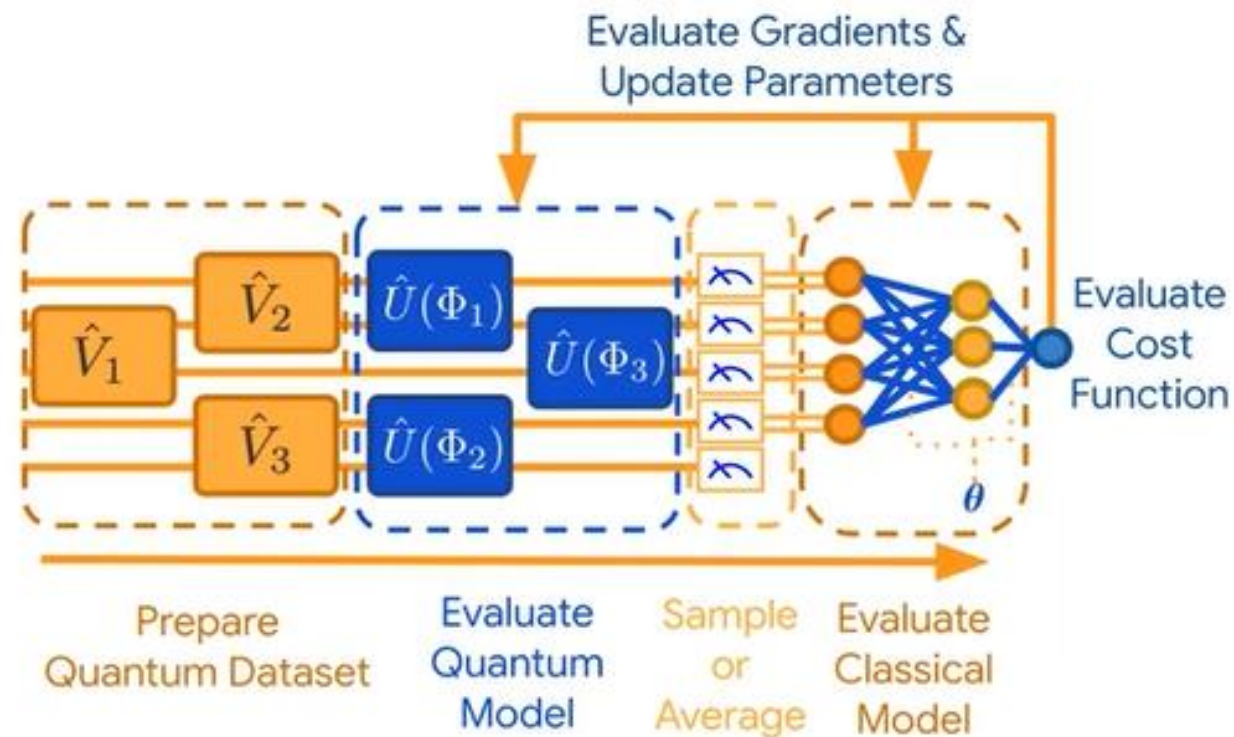 Evaluate Gradients &
Update Parameters
V̂₂
Û(Φ₁)
V̂₁
Û(Φ₃)
V̂₃
Û(Φ₂)
θ
Evaluate
Cost
Function
Prepare
Quantum Dataset
Evaluate
Quantum
Model
Sample
or
Average
Evaluate
Classical
Model